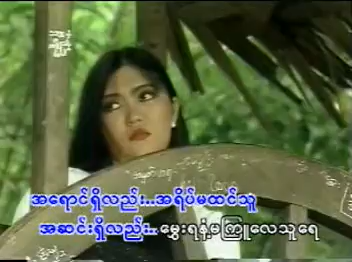 အရောင်ရှိလည်း..အရိပ်မထင်သူ
အဆင်းရှိလည်း..မွှေးရနံ့မကြူလေသူရေ